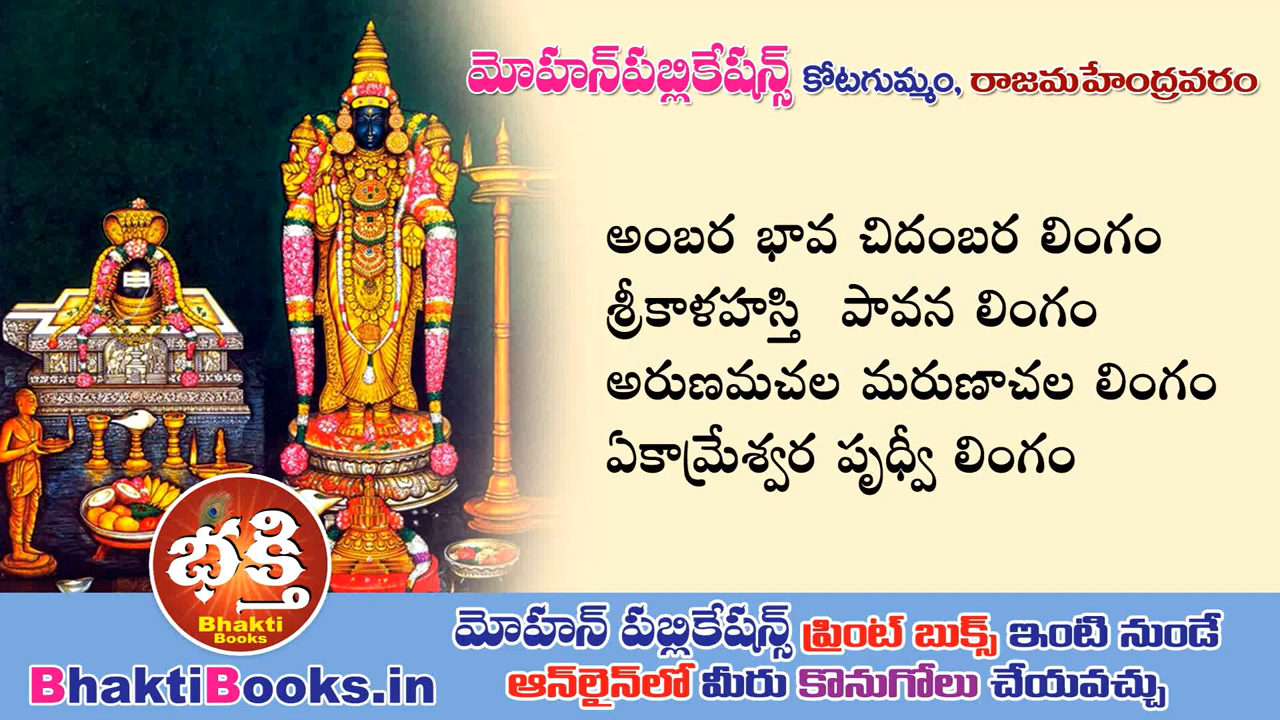 మోహన్‌పబ్లికేషన్స్ కోటగుమ్మం, రాజమహేంద్రవరం
అంబర భావ చిదంబర లింగం
శ్రీకాళహస్తి పావన లింగం
అరుణమచల మరుణాచల లింగం
ఏకామ్రేశ్వర పృధ్వీ లింగం
భక్తి
Bhakti
Books
BhaktiBooks.in
మోహన్ పబ్లికేషన్స్ ప్రింట్ బుక్స్ ఇంటి నుండే
ఆన్‌లైన్‌లో మీరు కొనుగోలు చేయవచ్చు